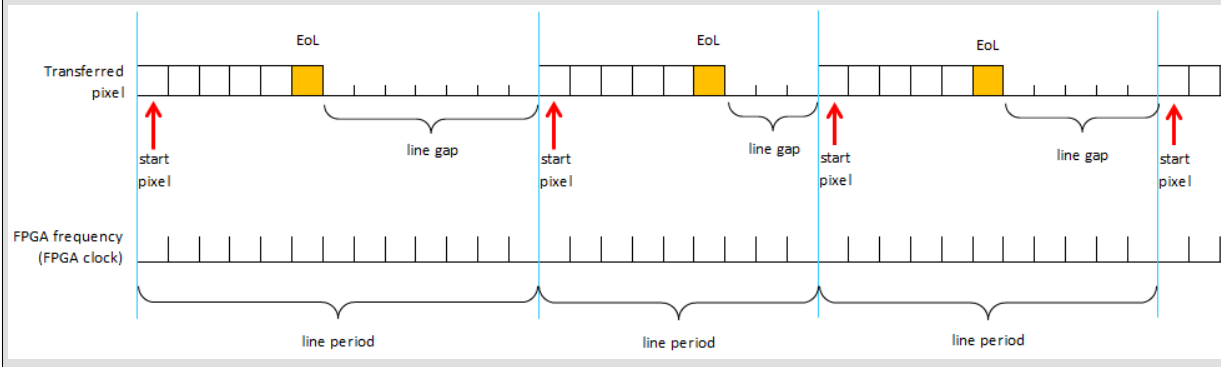 EoL
EoL
EoL
Transferred
pixel
line gap
line gap
line gap
start
pixel
start
pixel
start
pixel
start
pixel
FPGA frequency
(FPGA clock)
line period
line period
line period